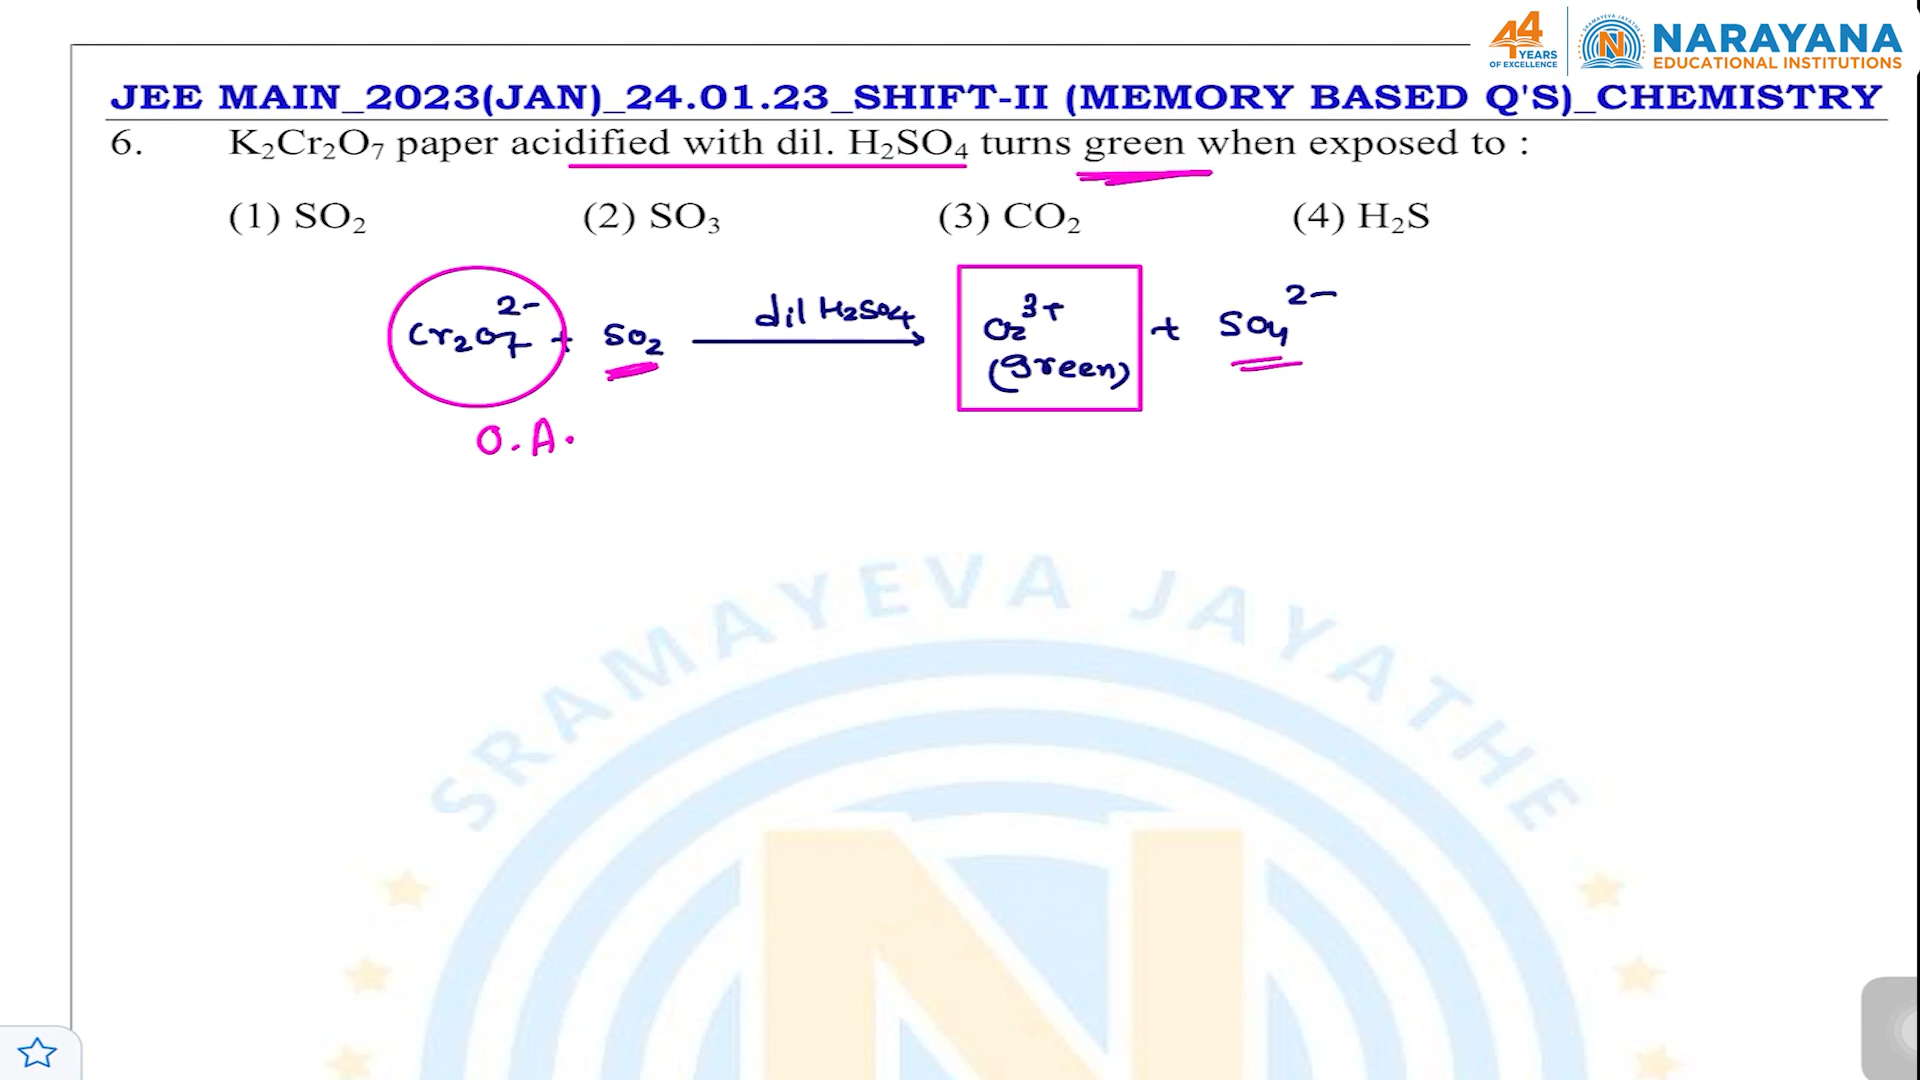 44 YEARS OF EXCELLENCE
SRAMAYEVA JAYATHE
N
NARAYANA
EDUCATIONAL INSTITUTIONS
JEE MAIN_2023(JAN)_24.01.23_SHIFT-II (MEMORY BASED Q'S)_CHEMISTRY
6. K₂Cr₂O₇ paper acidified with dil. H₂SO₄ turns green when exposed to :
(1) SO₂ (2) SO₃ (3) CO₂ (4) H₂S
Cr₂O₇²⁻ + SO₂ dil H₂SO₄ → Cr³⁺ + SO₄²⁻
(green)
O.A.
SRAMAYEVA JAYATHE
N